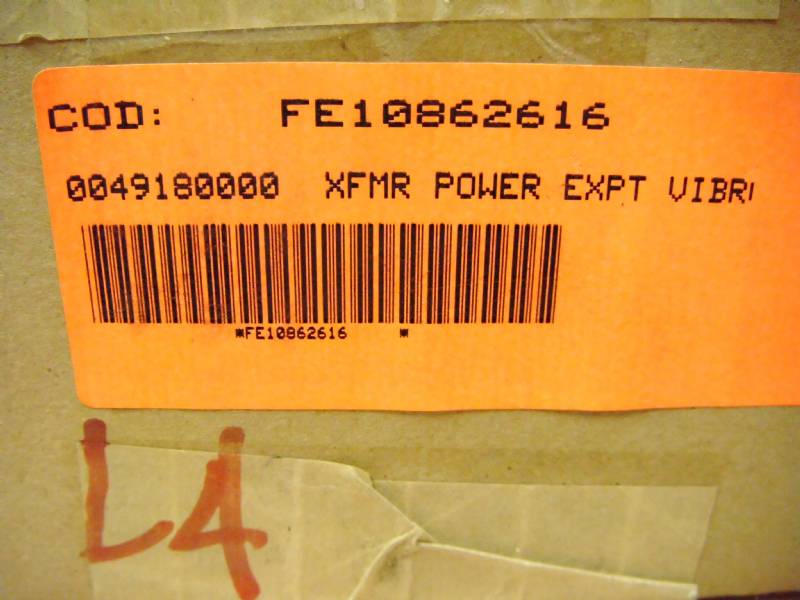 COD: FE10862616
0049180000 XFMR POWER EXPT VIBR
*FE10862616 *
L4